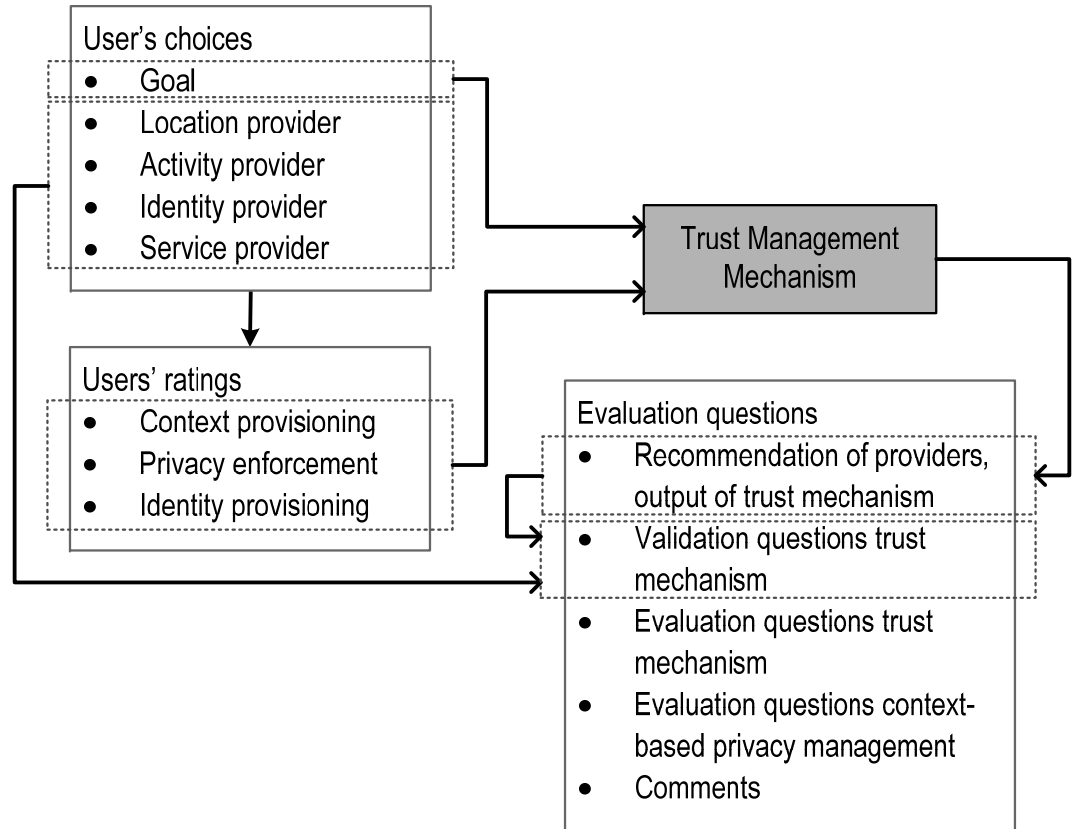 User’s choices
• Goal
• Location provider
• Activity provider
• Identity provider
• Service provider
Users’ ratings
• Context provisioning
• Privacy enforcement
• Identity provisioning
Trust Management
Mechanism
Evaluation questions
• Recommendation of providers,
output of trust mechanism
• Validation questions trust
mechanism
• Evaluation questions trust
mechanism
• Evaluation questions context-
based privacy management
• Comments